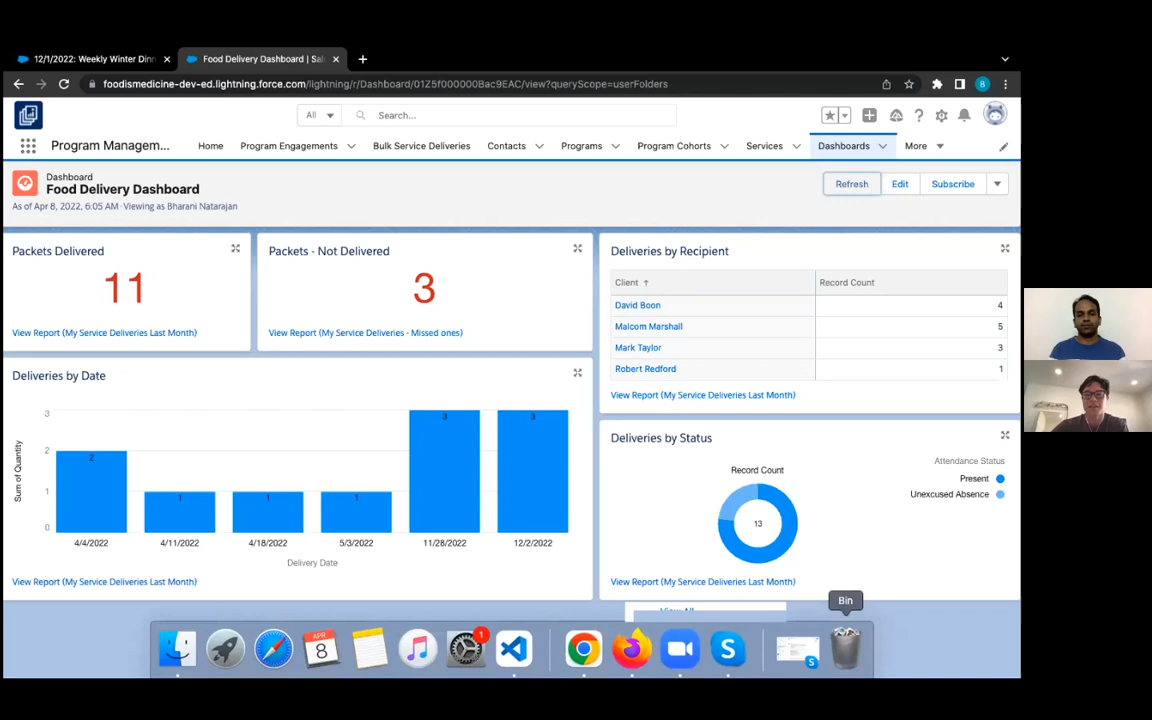 12/1/2022: Weekly Winter Dinn
Food Delivery Dashboard | Sal
foodismedicine-dev-ed.lightning.force.com/lightning/r/Dashboard/01Z5f000000Bac9EAC/view?queryScope=userFolders
B
All
Search...
Program Managem...
Home
Program Engagements
Bulk Service Deliveries
Contacts
Programs
Program Cohorts
Services
Dashboards
More
Dashboard
Food Delivery Dashboard
As of Apr 8, 2022, 6:05 AM·Viewing as Bharani Natarajan
Refresh
Edit
Subscribe
Packets Delivered
11
View Report (My Service Deliveries Last Month)
Packets - Not Delivered
3
View Report (My Service Deliveries - Missed ones)
Deliveries by Recipient
Client ↑ Record Count
David Boon 4
Malcom Marshall 5
Mark Taylor 3
Robert Redford 1
View Report (My Service Deliveries Last Month)
Deliveries by Date
Sum of Quantity
3
2
1
0
2
1
1
1
3
3
4/4/2022
4/11/2022
4/18/2022
5/3/2022
11/28/2022
12/2/2022
Delivery Date
View Report (My Service Deliveries Last Month)
Deliveries by Status
Record Count
13
Attendance Status
Present
Unexcused Absence
View Report (My Service Deliveries Last Month)
View All
Bin
APR
8
1
S
S